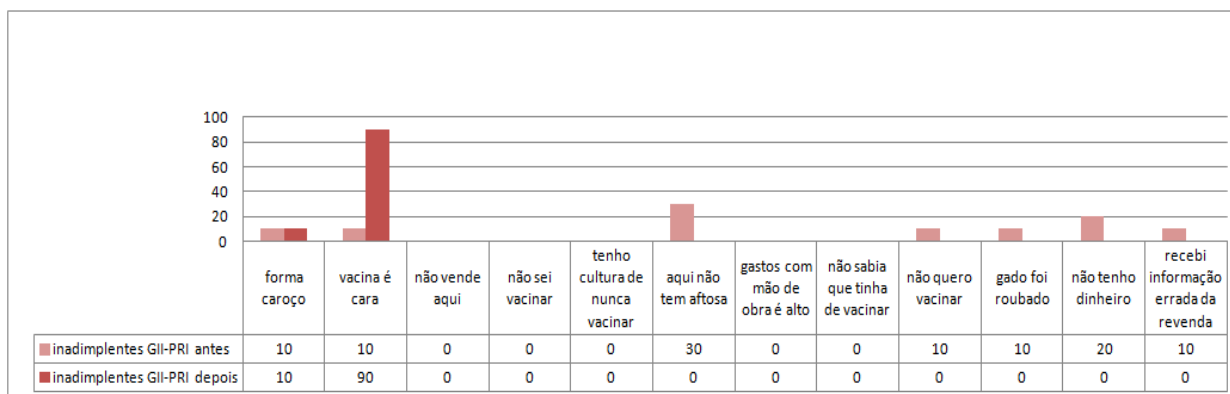 100
80
60
40
20
0
forma caroço
vacina é cara
não vende aqui
não sei vacinar
tenho cultura de nunca vacinar
aqui não tem aftosa
gastos com mão de obra é alto
não sabia que tinha de vacinar
não quero vacinar
gado foi roubado
não tenho dinheiro
recebi informação errada da revenda
inadimplentes GII-PRI antes 10 10 0 0 0 30 0 0 10 10 20 10
inadimplentes GII-PRI depois 10 90 0 0 0 0 0 0 0 0 0 0